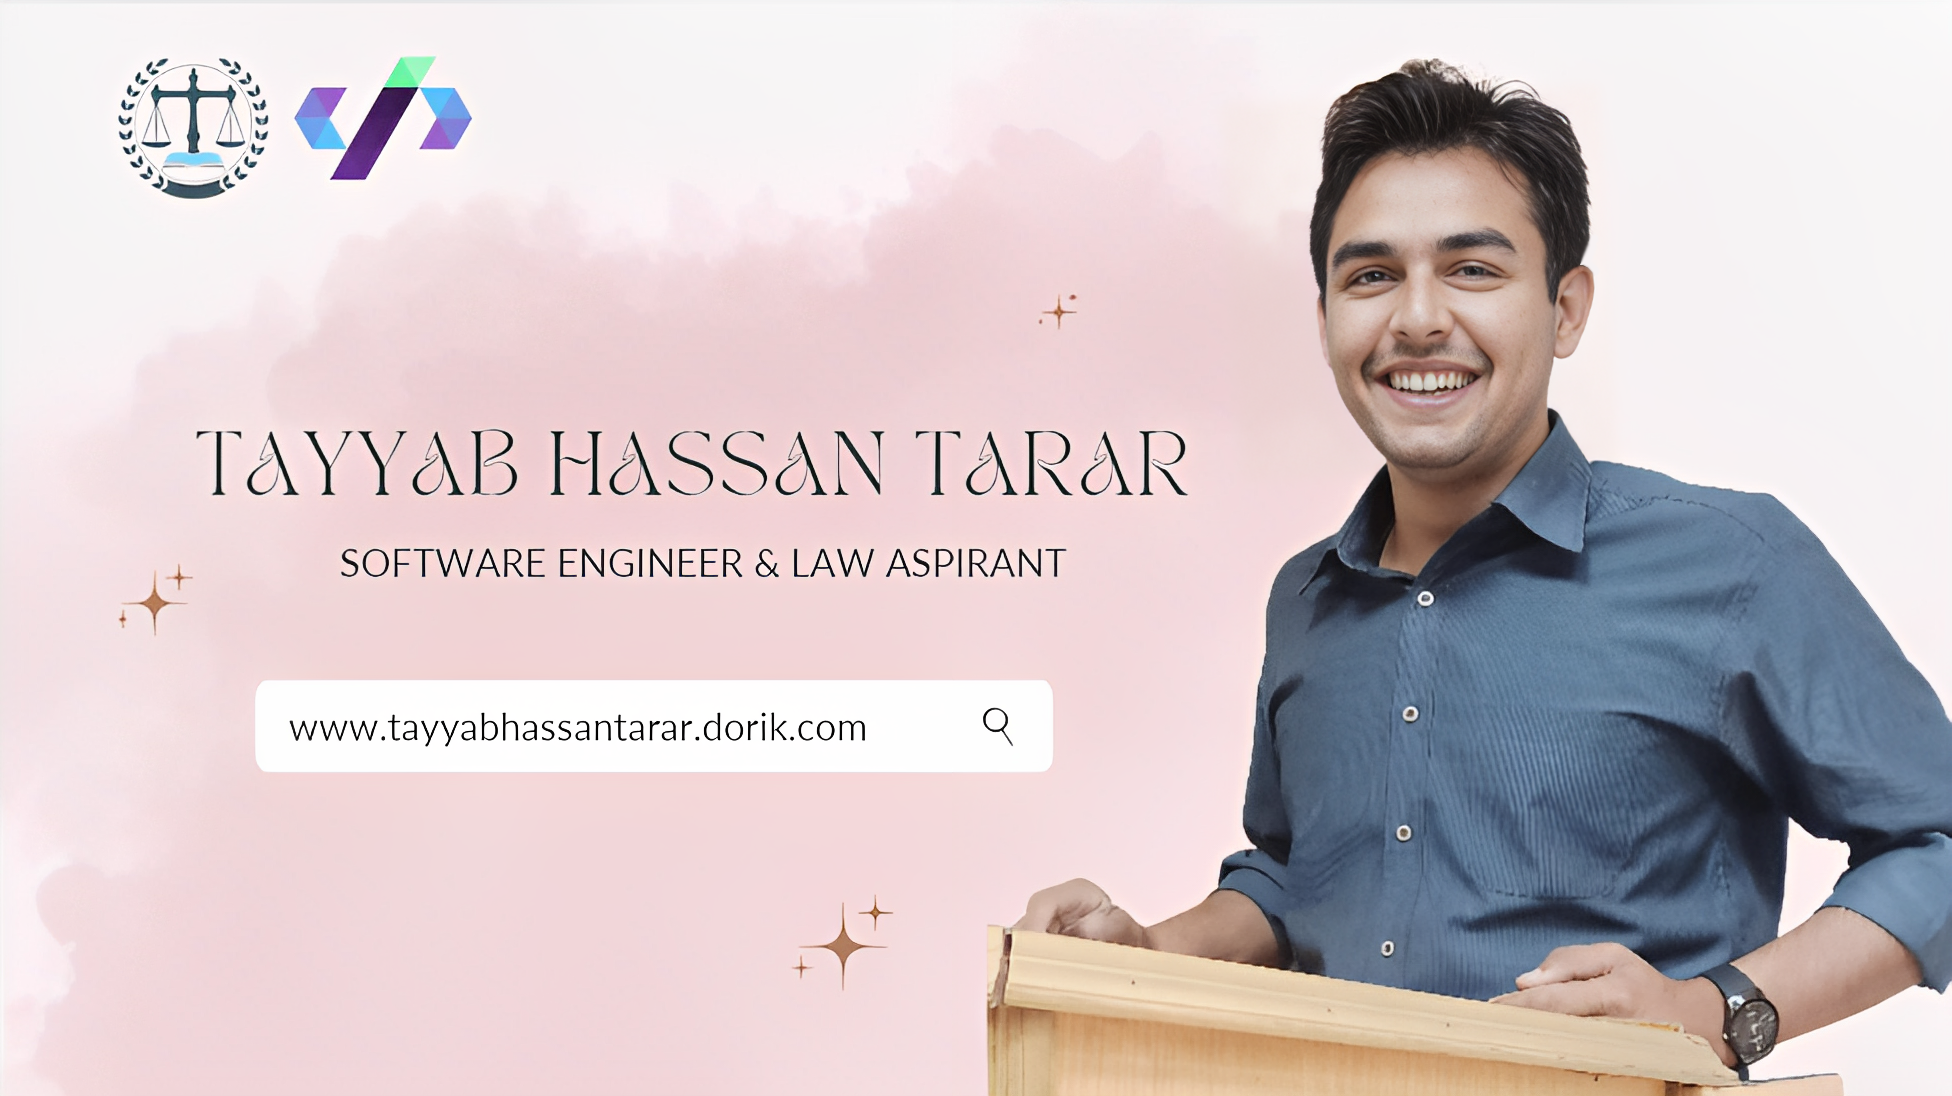 TAYYAB HASSAN TARAR
SOFTWARE ENGINEER & LAW ASPIRANT
www.tayyabhassantarar.dorik.com